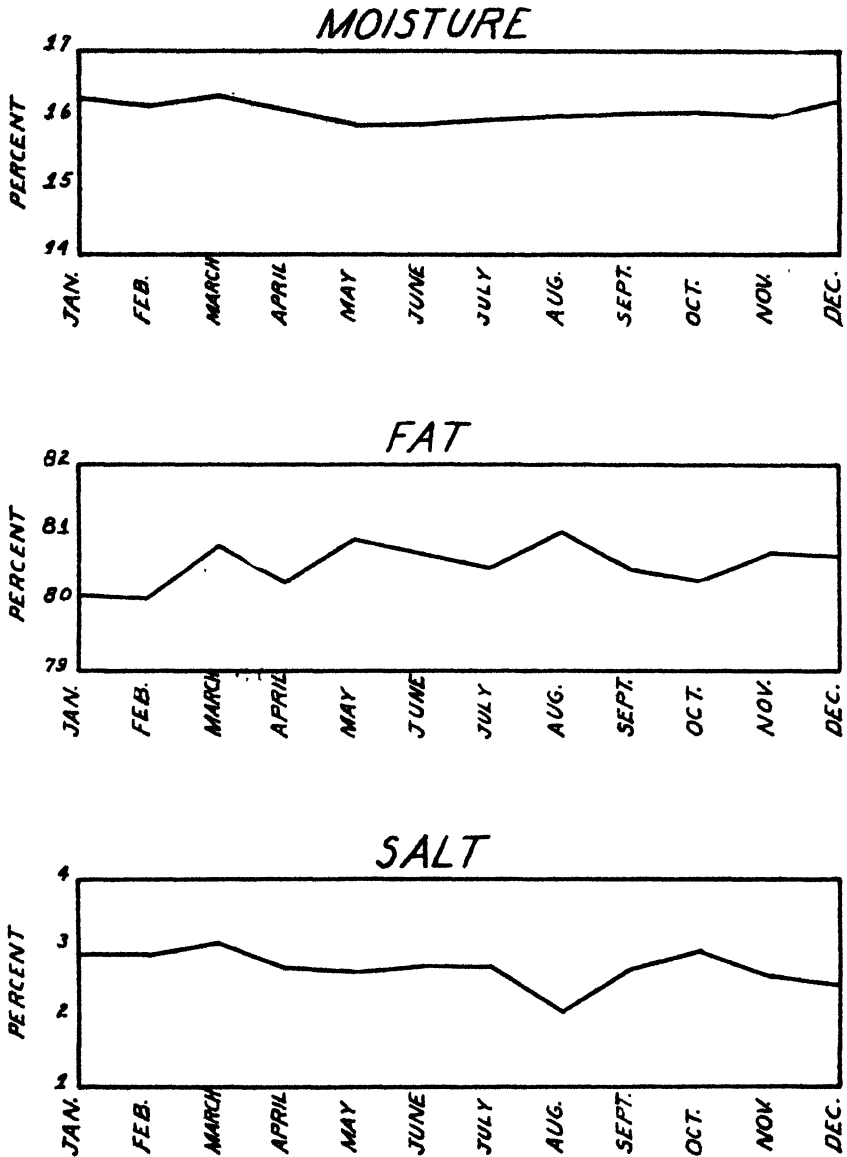 MOISTURE
17
16
15
14
PERCENT
JAN. FEB. MARCH APRIL MAY JUNE JULY AUG. SEPT. OCT. NOV. DEC.
FAT
82
81
80
79
PERCENT
JAN. FEB. MARCH APRIL MAY JUNE JULY AUG. SEPT. OCT. NOV. DEC.
SALT
4
3
2
1
PERCENT
JAN. FEB. MARCH APRIL MAY JUNE JULY AUG. SEPT. OCT. NOV. DEC.